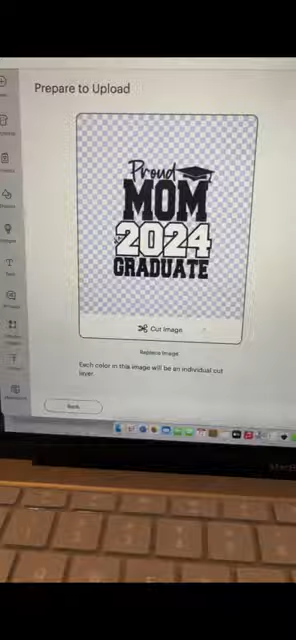 Prepare to Upload
Proud
MOM
2024
GRADUATE
Cut Image
Replace Image
Each color in this image will be an individual cut
layer.
Back
Text